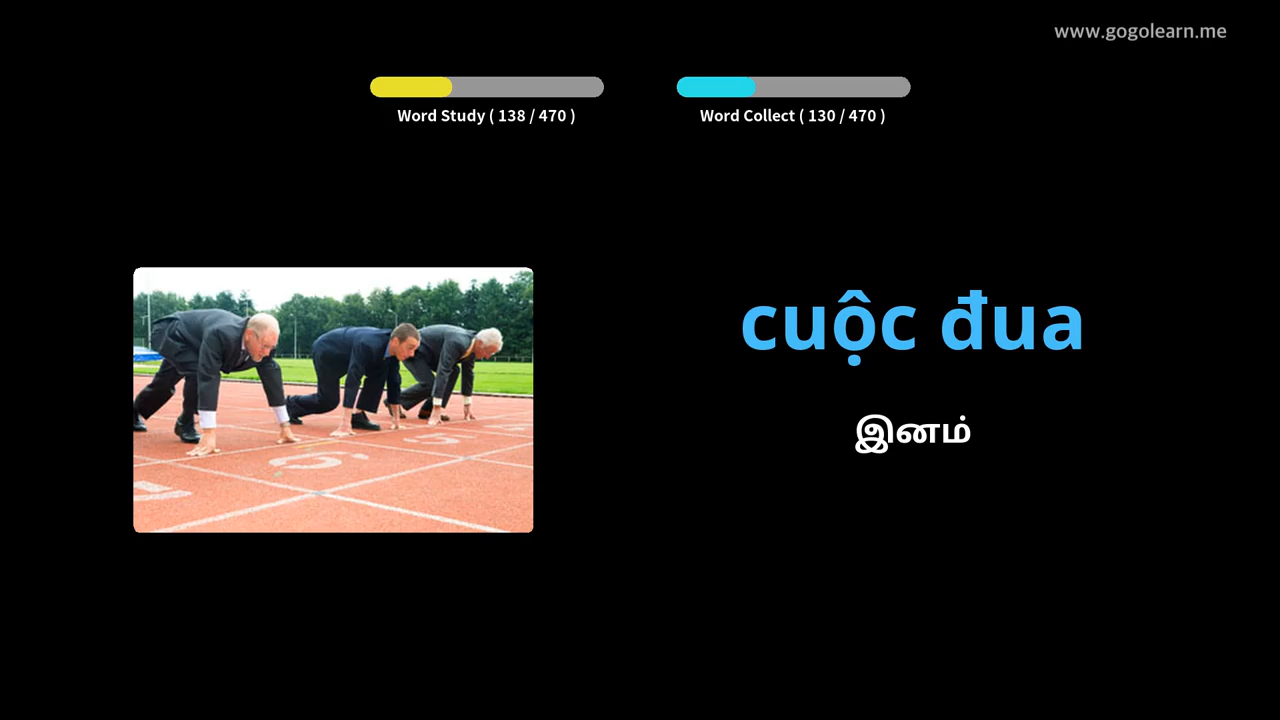 www.gogolearn.me
Word Study ( 138 / 470 )
Word Collect ( 130 / 470 )
cuộc đua
இனம்